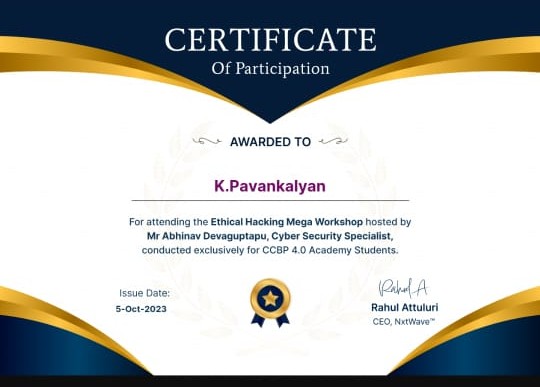 CERTIFICATE
Of Participation
AWARDED TO
K.Pavankalyan
For attending the Ethical Hacking Mega Workshop hosted by
Mr Abhinav Devaguptapu, Cyber Security Specialist,
conducted exclusively for CCBP 4.0 Academy Students.
Issue Date:
5-Oct-2023
Rahul A
Rahul Attuluri
CEO, NxtWave™